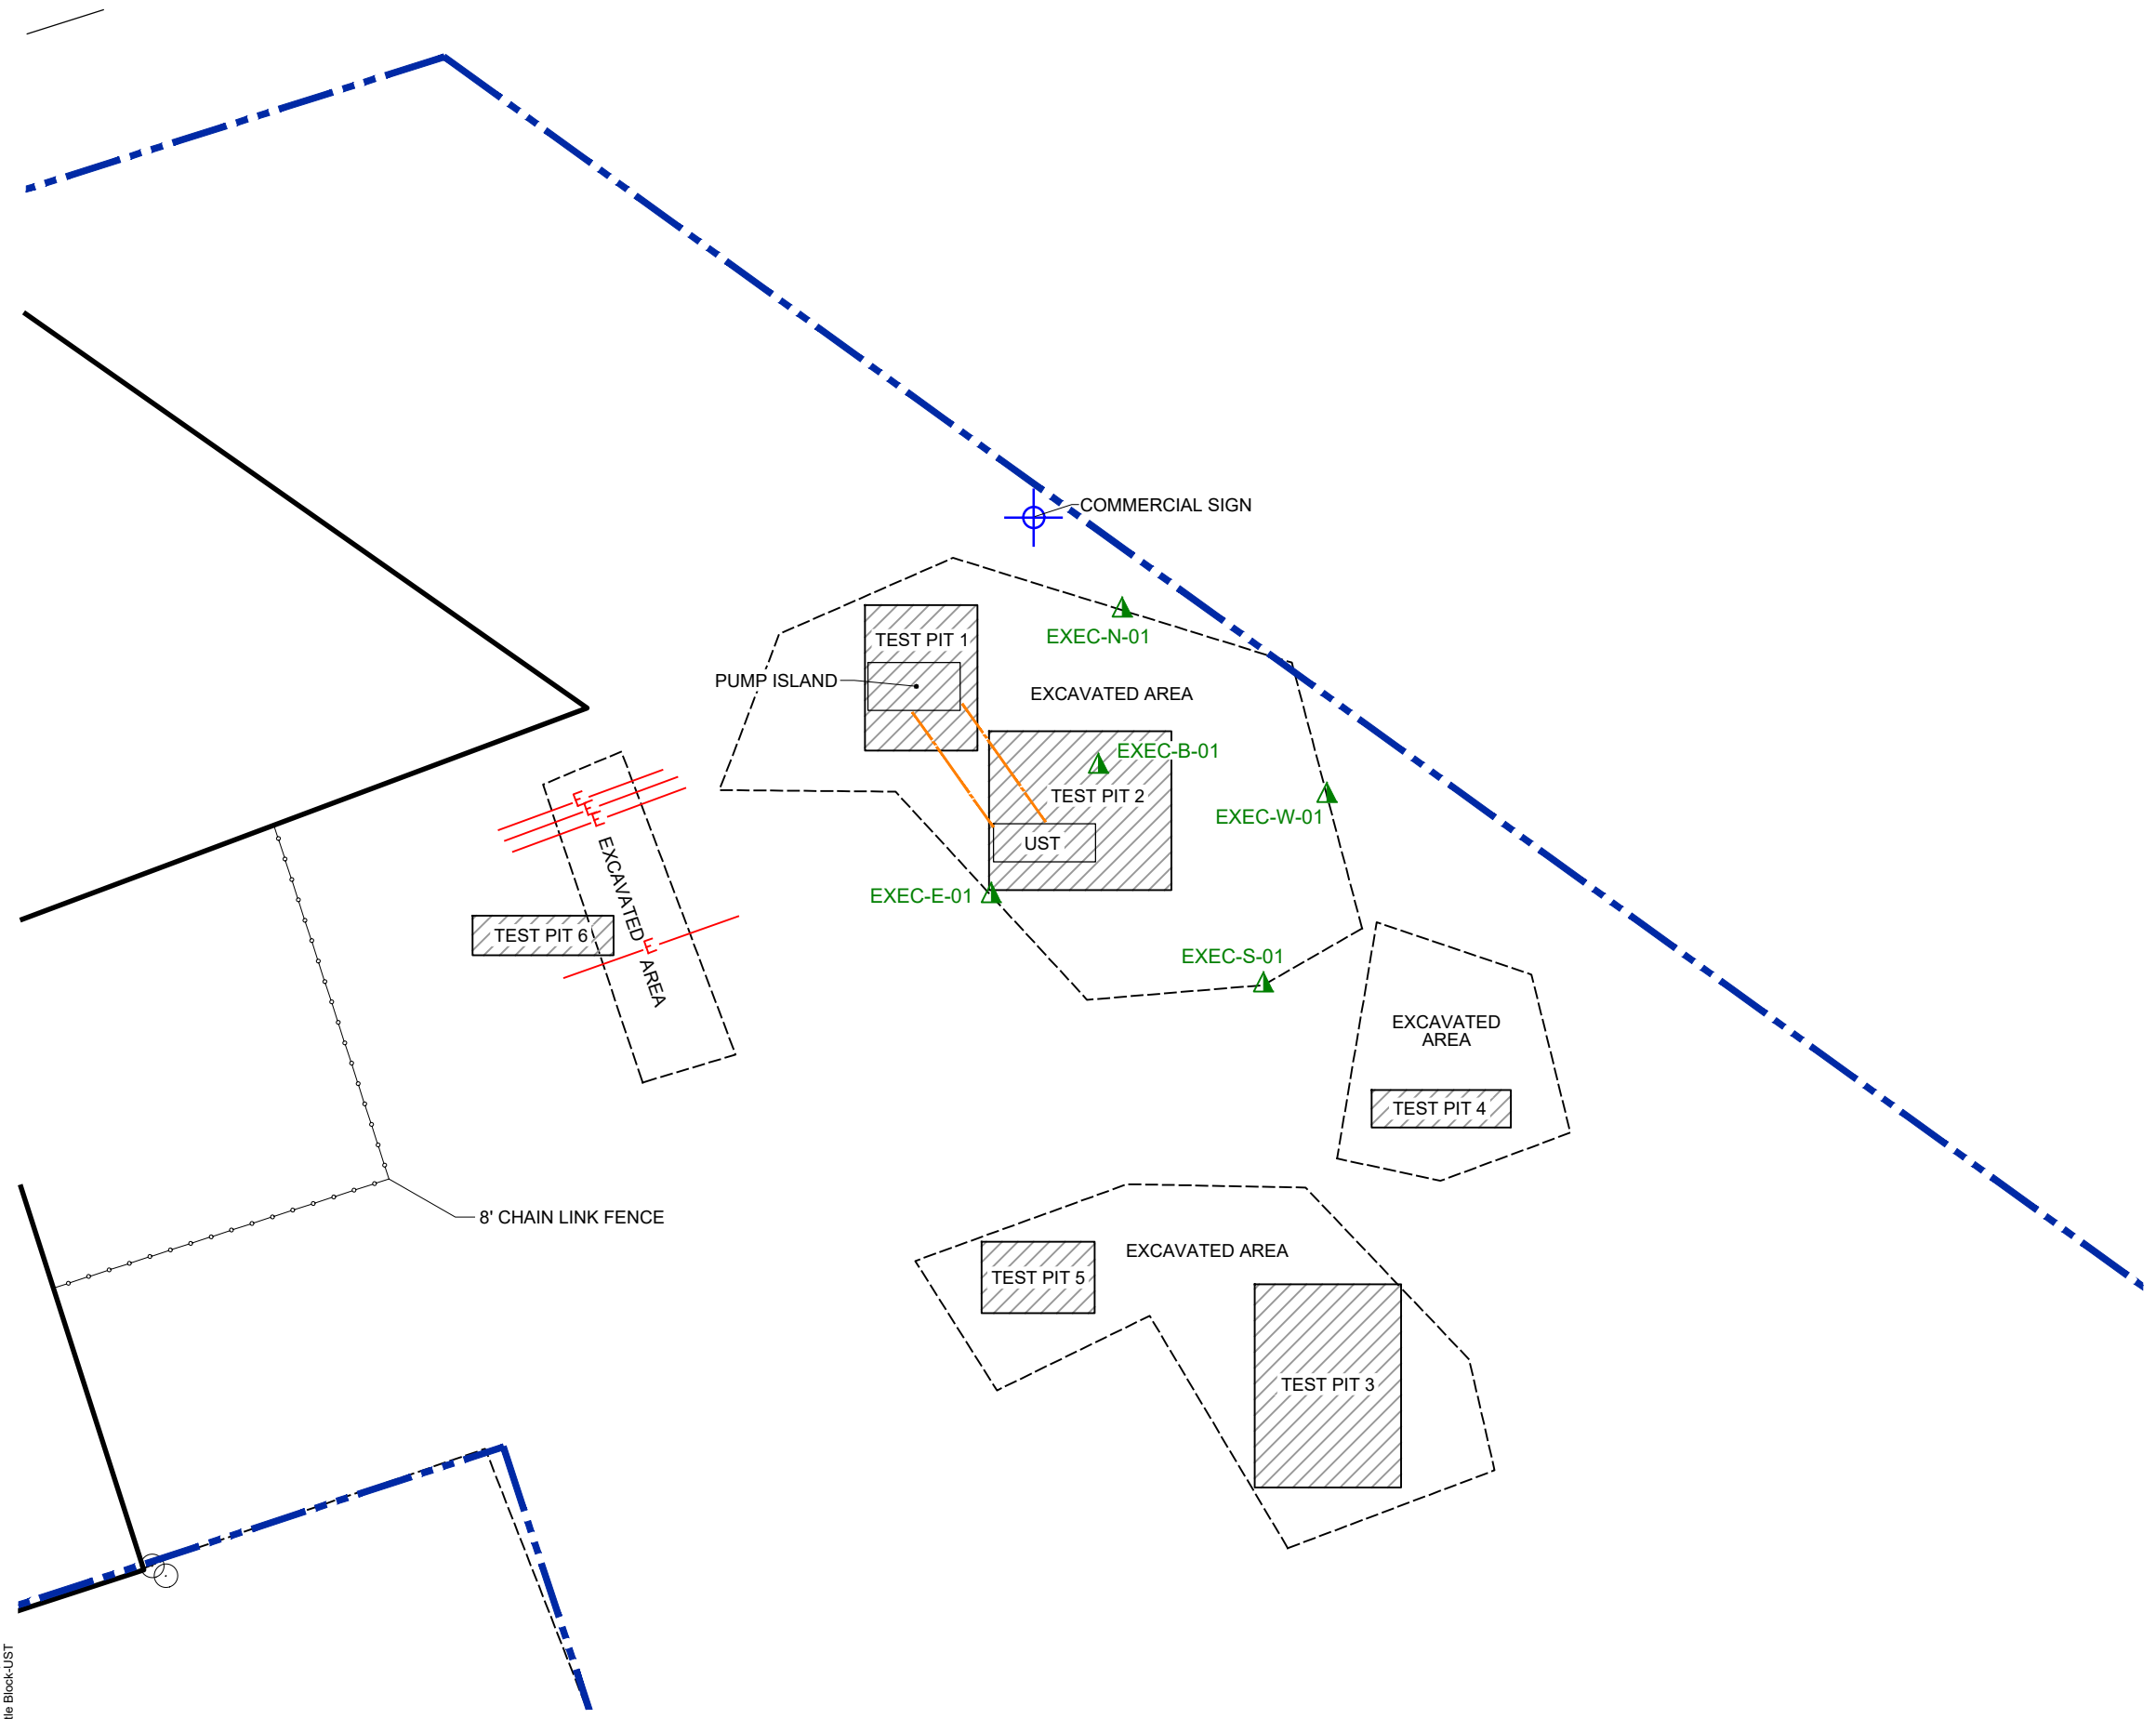 COMMERCIAL SIGN
EXEC-N-01
TEST PIT 1
PUMP ISLAND
EXCAVATED AREA
EXEC-B-01
TEST PIT 2
EXEC-W-01
UST
E
E
E
EXCAVATED AREA
EXEC-E-01
TEST PIT 6
E
EXEC-S-01
EXCAVATED
AREA
TEST PIT 4
8' CHAIN LINK FENCE
EXCAVATED AREA
TEST PIT 5
TEST PIT 3
tle Block-UST